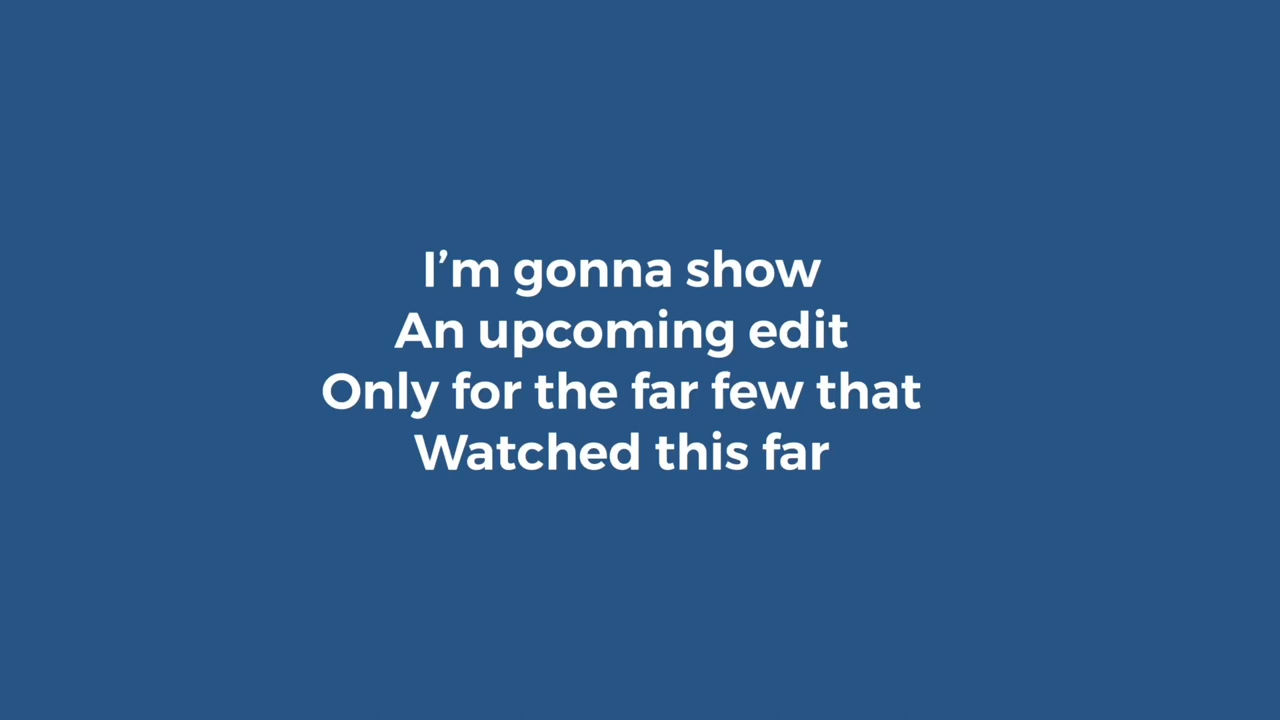 I’m gonna show
An upcoming edit
Only for the far few that
Watched this far